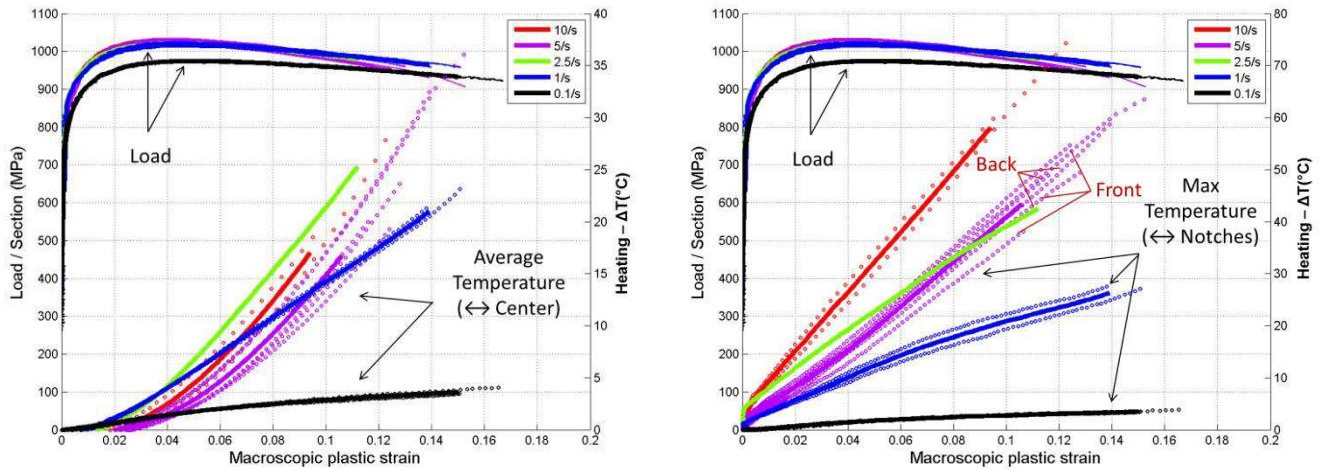 1100
1000
900
800
700
600
500
400
300
200
100
0
Load / Section (MPa)
0
0.02
0.04
0.06
0.08
0.1
0.12
0.14
0.16
0.18
0.2
Macroscopic plastic strain
40
35
30
25
20
15
10
5
0
Heating – ΔT(°C)
10/s
5/s
2.5/s
1/s
0.1/s
Load
Average
Temperature
(↔ Center)
1100
1000
900
800
700
600
500
400
300
200
100
0
Load / Section (MPa)
0.02
0.04
0.06
0.08
0.1
0.12
0.14
0.16
0.18
0.2
Macroscopic plastic strain
80
70
60
50
40
30
20
10
0
Heating – ΔT(°C)
10/s
5/s
2.5/s
1/s
0.1/s
Load
Back
Front
Max
Temperature
(↔ Notches)